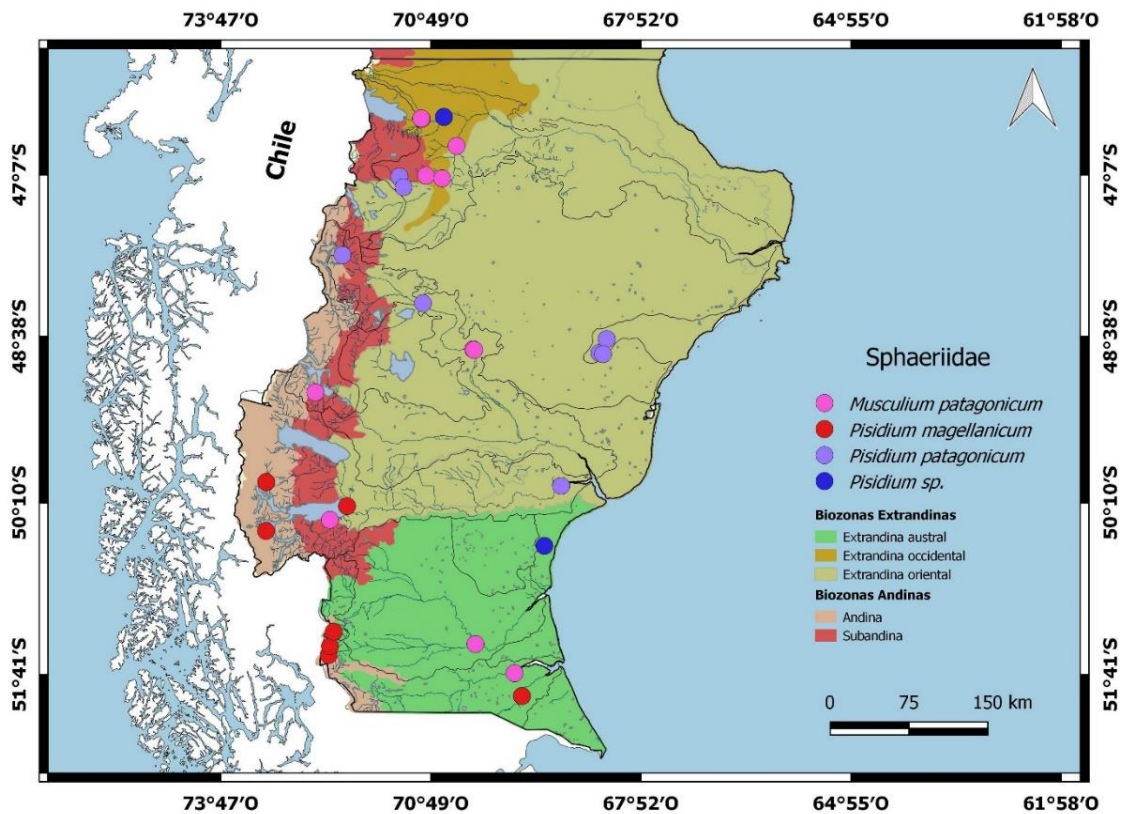 73°47'O 70°49'O 67°52'O 64°55'O 61°58'O
Chile
47°7'S 47°7'S
48°38'S 48°38'S
Sphaeriidae
Musculium patagonicum
Pisidium magellanicum
Pisidium patagonicum
Pisidium sp.
50°10'S 50°10'S
Biozonas Extrandinas
Extrandina austral
Extrandina occidental
Extrandina oriental
Biozonas Andinas
Andina
Subandina
51°41'S 51°41'S
0 75 150 km
73°47'O 70°49'O 67°52'O 64°55'O 61°58'O